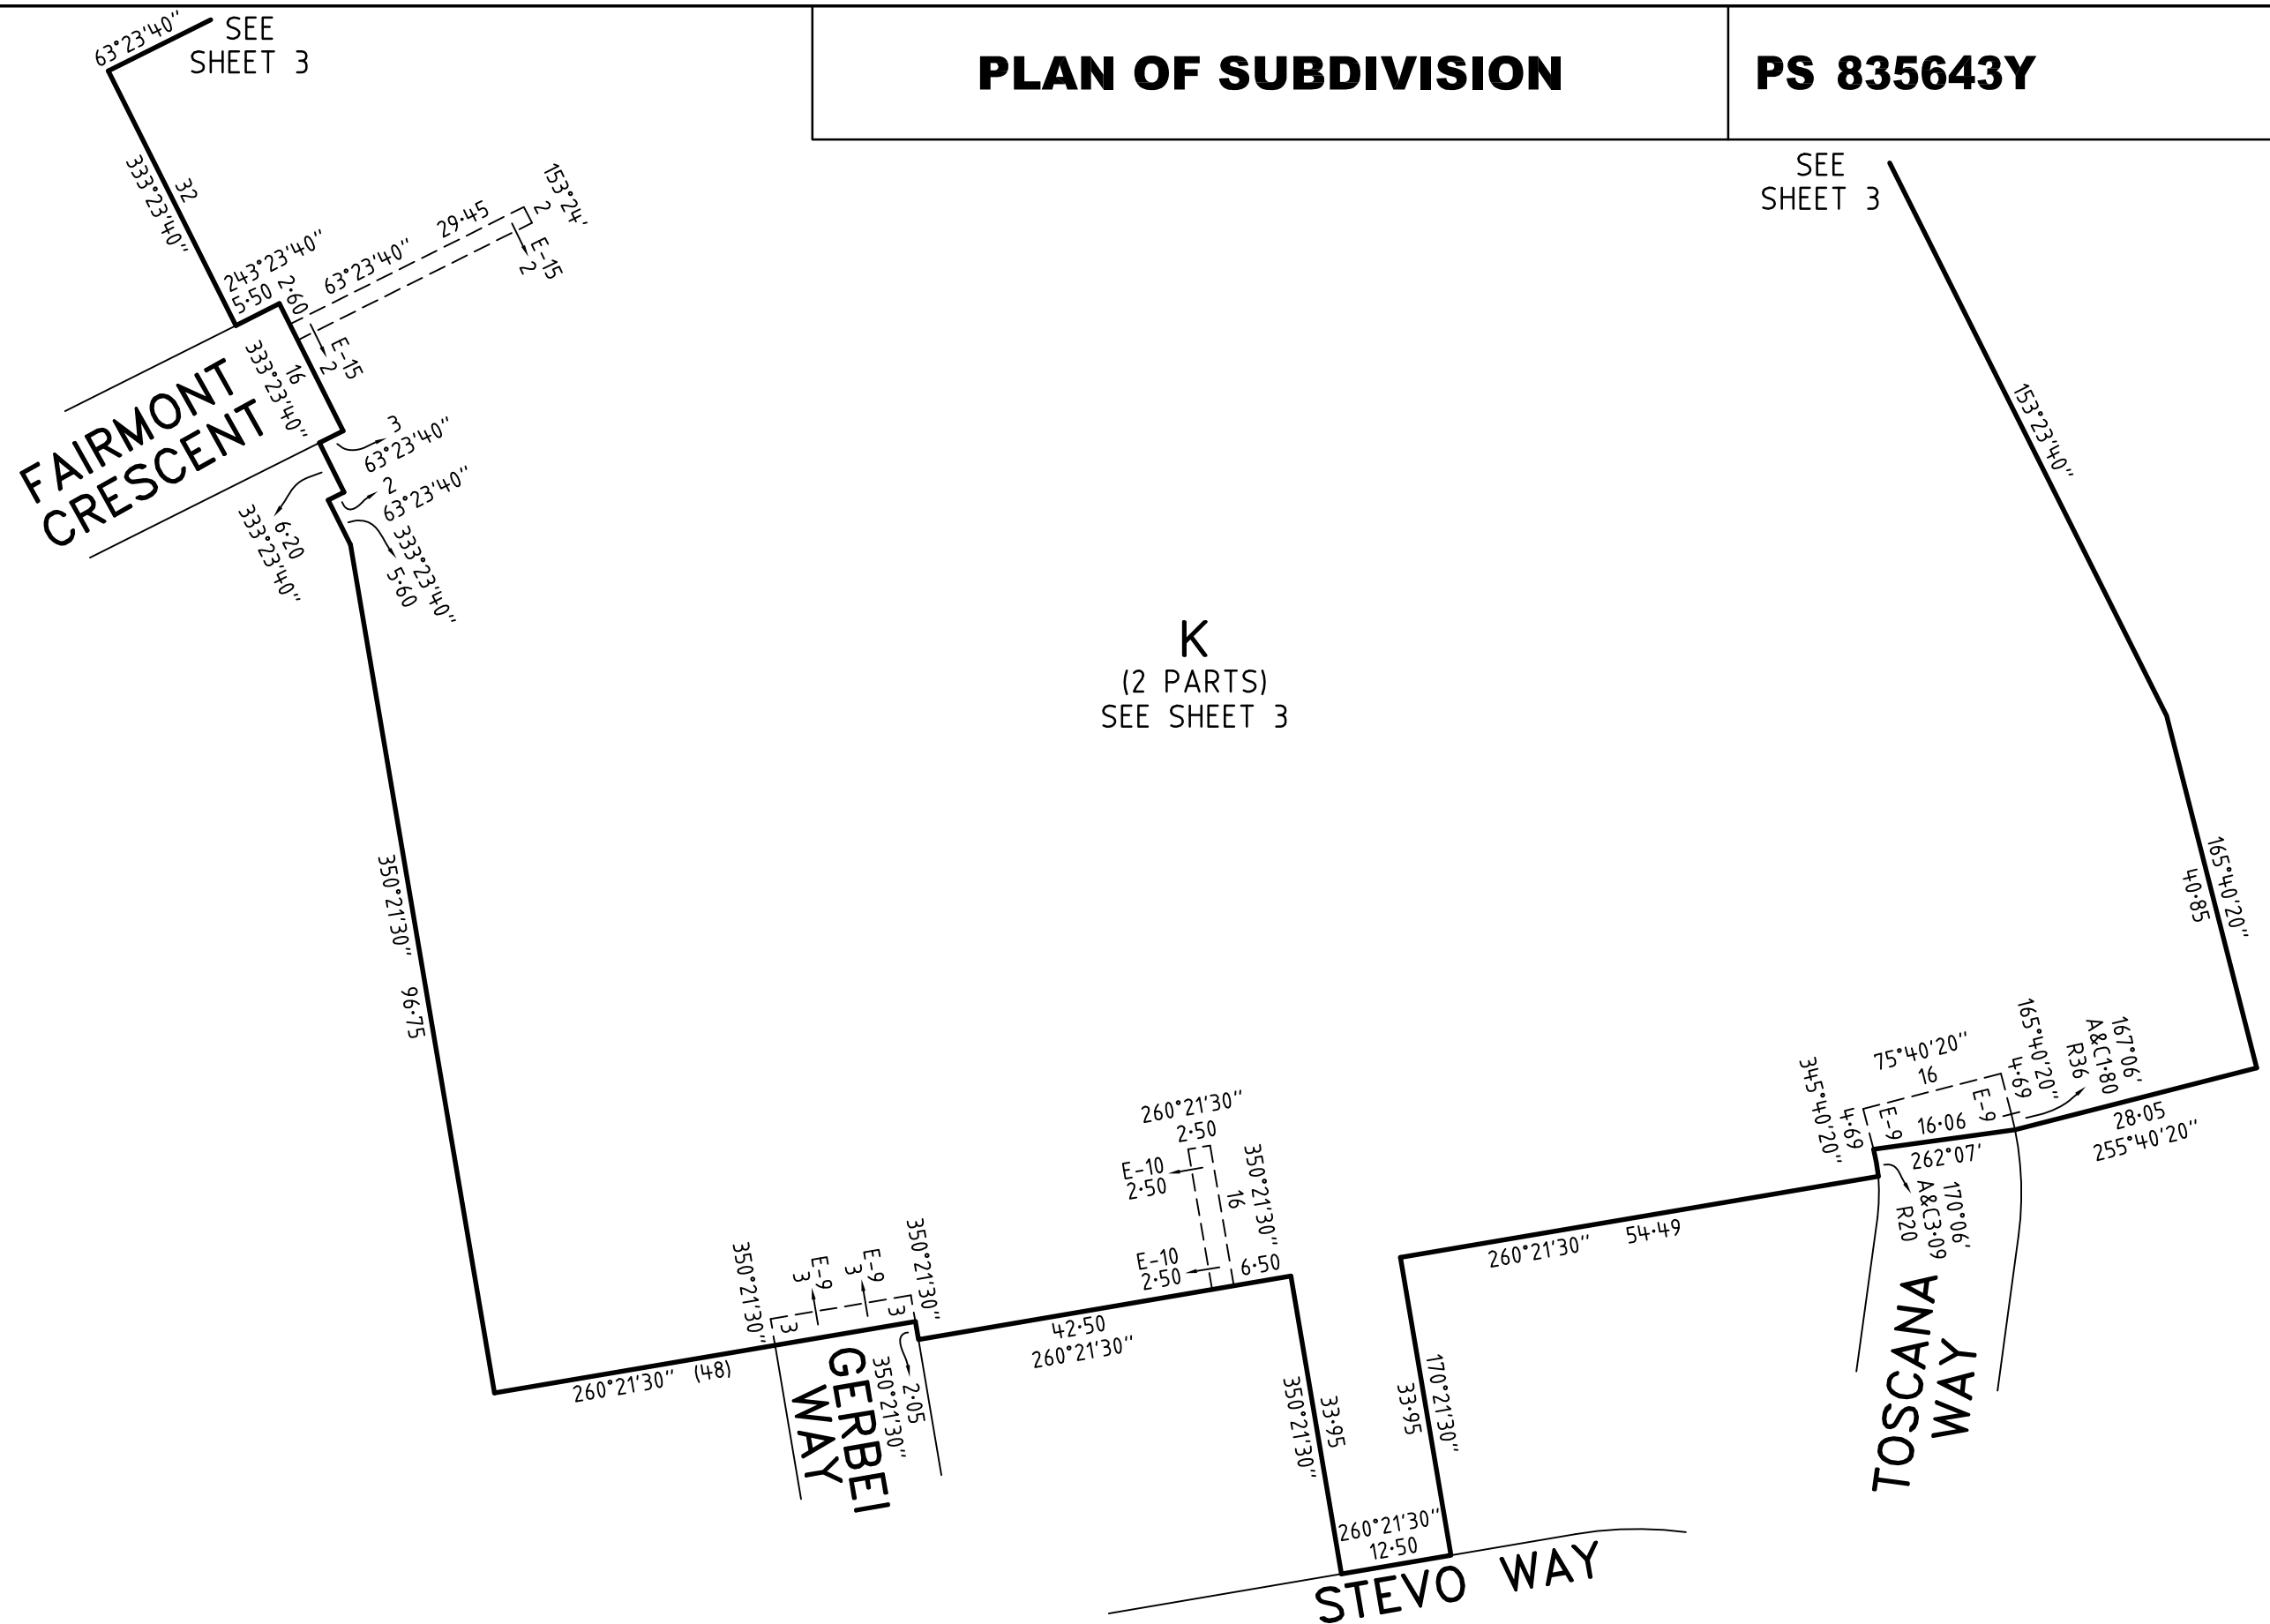 PLAN OF SUBDIVISION
PS 835643Y
63°23'40"
SEE
SHEET 3
32
333°23'40"
243°23'40"
5·50
2·60
63°23'40"
29·45
153°24'
2
E-15
2
E-15
2
16
333°23'40"
FAIRMONT
CRESCENT
3
63°23'40"
2
63°23'40"
6·20
333°23'40"
333°23'40"
5·60
SEE
SHEET 3
153°23'40"
K
(2 PARTS)
SEE SHEET 3
350°21'30" 96·75
165°40'20"
40·85
260°21'30" (48)
350°21'30"
3
E-9
3
E-9
3
3
350°21'30"
GERBEI
WAY
2·05
350°21'30"
42·50
260°21'30"
260°21'30"
2·50
E-10
2·50
E-10
2·50
16
350°21'30"
6·50
33·95
350°21'30"
260°21'30"
12·50
170°21'30"
33·95
STEVO WAY
260°21'30" 54·49
345°40'20"
4·69
75°40'20"
16
E-9
E-9
16·06
262°07'
165°40'20"
4·69
167°06'
A&C1·80
R36
28·05
255°40'20"
170°06'
A&C3·09
R20
TOSCANA
WAY